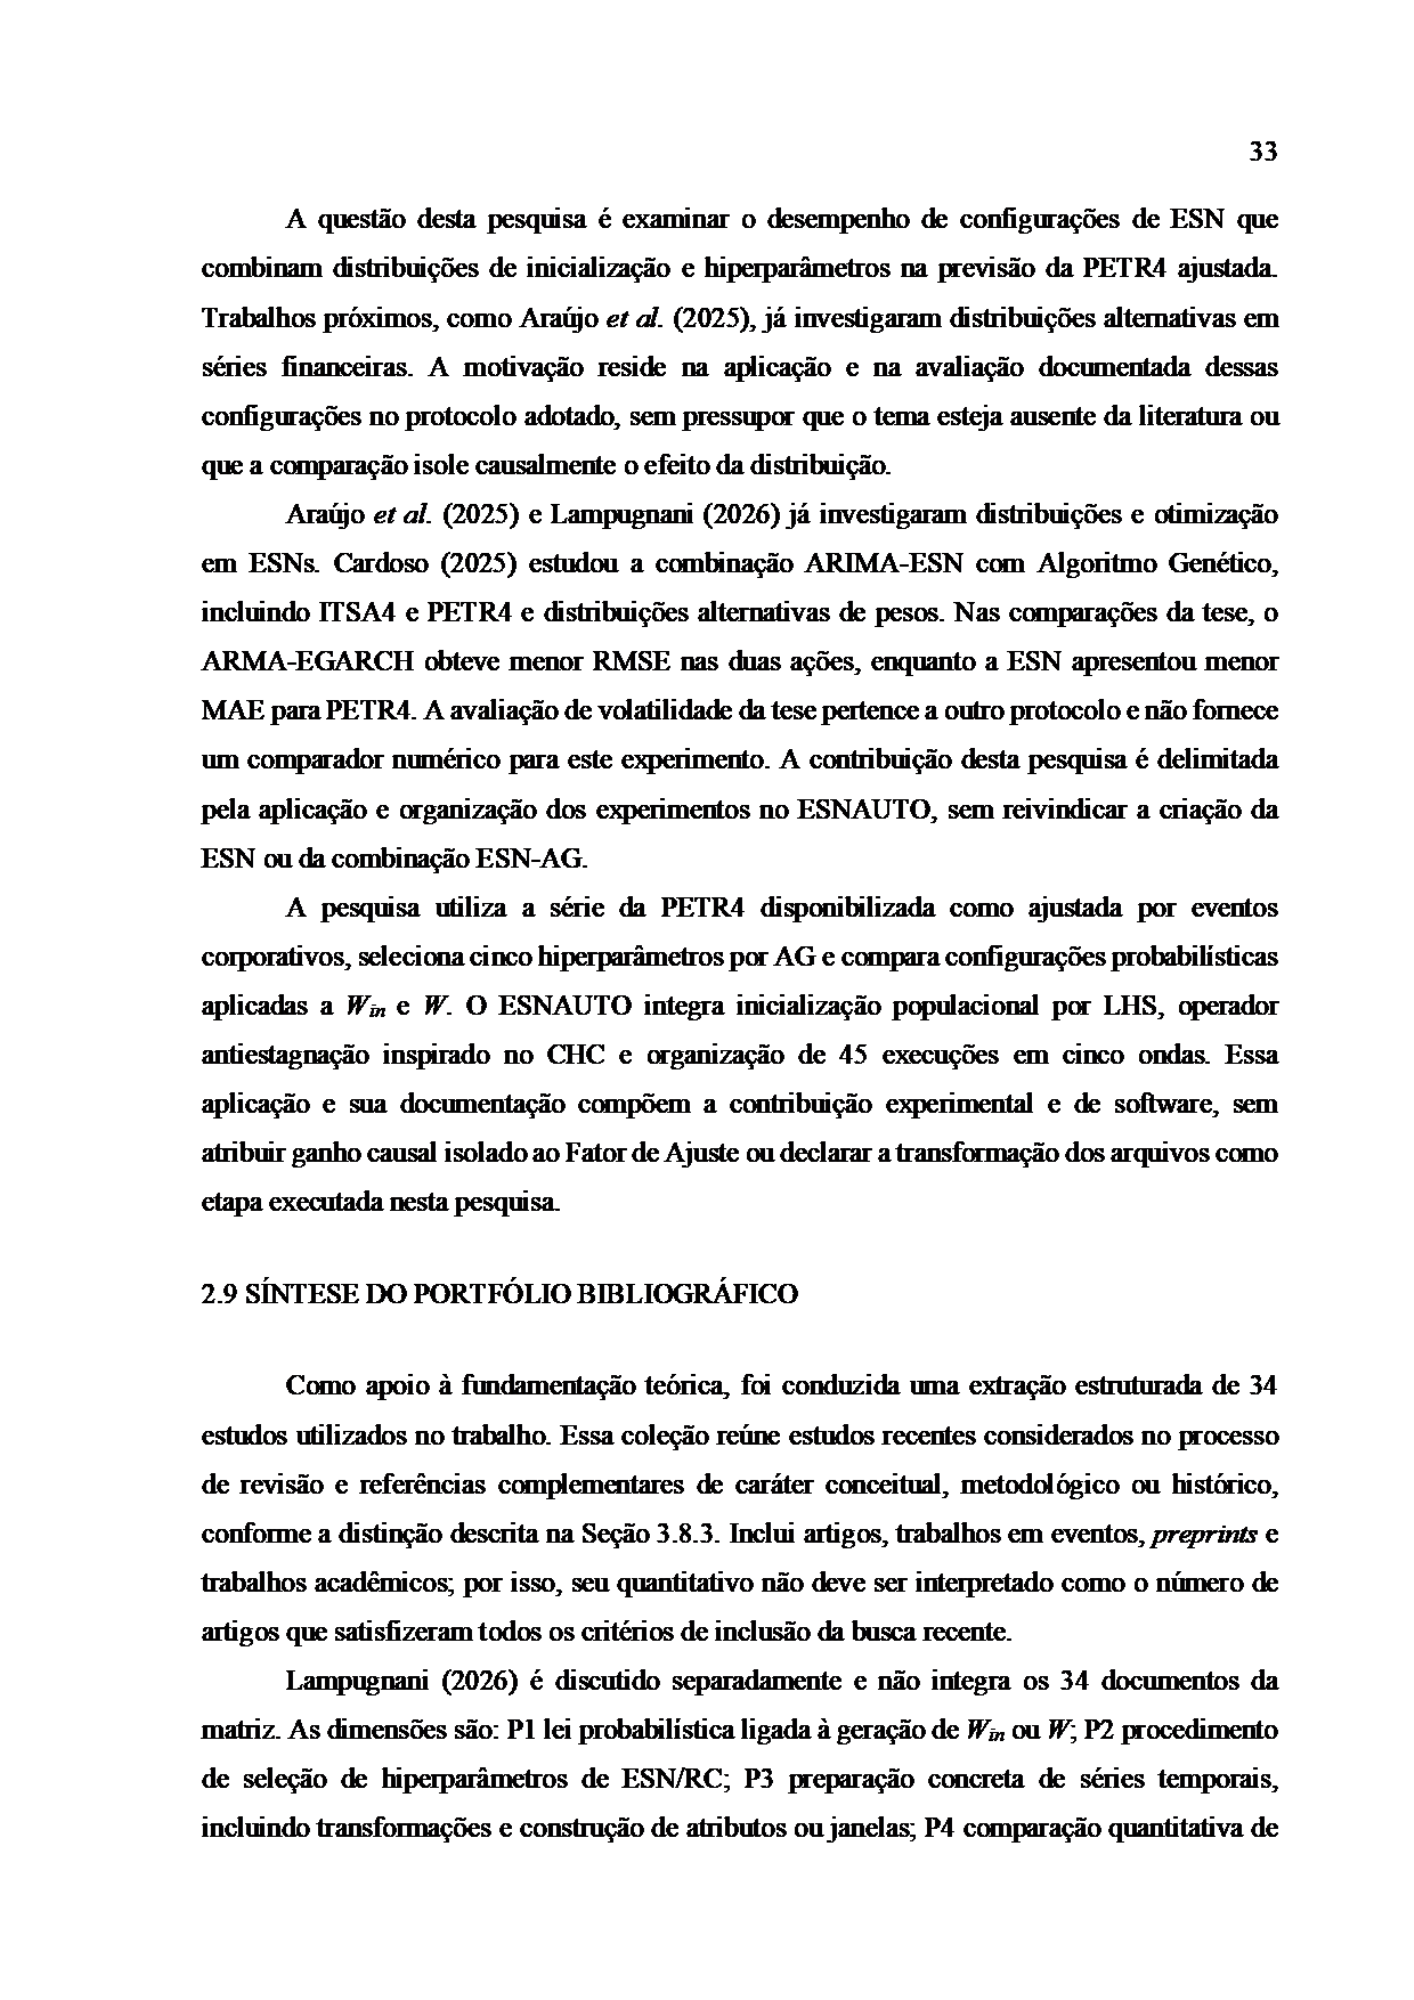 33
A questão desta pesquisa é examinar o desempenho de configurações de ESN que
combinam distribuições de inicialização e hiperparâmetros na previsão da PETR4 ajustada.
Trabalhos próximos, como Araújo et al. (2025), já investigaram distribuições alternativas em
séries financeiras. A motivação reside na aplicação e na avaliação documentada dessas
configurações no protocolo adotado, sem pressupor que o tema esteja ausente da literatura ou
que a comparação isole causalmente o efeito da distribuição.
Araújo et al. (2025) e Lampugnani (2026) já investigaram distribuições e otimização
em ESNs. Cardoso (2025) estudou a combinação ARIMA-ESN com Algoritmo Genético,
incluindo ITSA4 e PETR4 e distribuições alternativas de pesos. Nas comparações da tese, o
ARMA-EGARCH obteve menor RMSE nas duas ações, enquanto a ESN apresentou menor
MAE para PETR4. A avaliação de volatilidade da tese pertence a outro protocolo e não fornece
um comparador numérico para este experimento. A contribuição desta pesquisa é delimitada
pela aplicação e organização dos experimentos no ESNAUTO, sem reivindicar a criação da
ESN ou da combinação ESN-AG.
A pesquisa utiliza a série da PETR4 disponibilizada como ajustada por eventos
corporativos, seleciona cinco hiperparâmetros por AG e compara configurações probabilísticas
aplicadas a Win e W. O ESNAUTO integra inicialização populacional por LHS, operador
antiestagnação inspirado no CHC e organização de 45 execuções em cinco ondas. Essa
aplicação e sua documentação compõem a contribuição experimental e de software, sem
atribuir ganho causal isolado ao Fator de Ajuste ou declarar a transformação dos arquivos como
etapa executada nesta pesquisa.
2.9 SÍNTESE DO PORTFÓLIO BIBLIOGRÁFICO
Como apoio à fundamentação teórica, foi conduzida uma extração estruturada de 34
estudos utilizados no trabalho. Essa coleção reúne estudos recentes considerados no processo
de revisão e referências complementares de caráter conceitual, metodológico ou histórico,
conforme a distinção descrita na Seção 3.8.3. Inclui artigos, trabalhos em eventos, preprints e
trabalhos acadêmicos; por isso, seu quantitativo não deve ser interpretado como o número de
artigos que satisfizeram todos os critérios de inclusão da busca recente.
Lampugnani (2026) é discutido separadamente e não integra os 34 documentos da
matriz. As dimensões são: P1 lei probabilística ligada à geração de Win ou W; P2 procedimento
de seleção de hiperparâmetros de ESN/RC; P3 preparação concreta de séries temporais,
incluindo transformações e construção de atributos ou janelas; P4 comparação quantitativa de